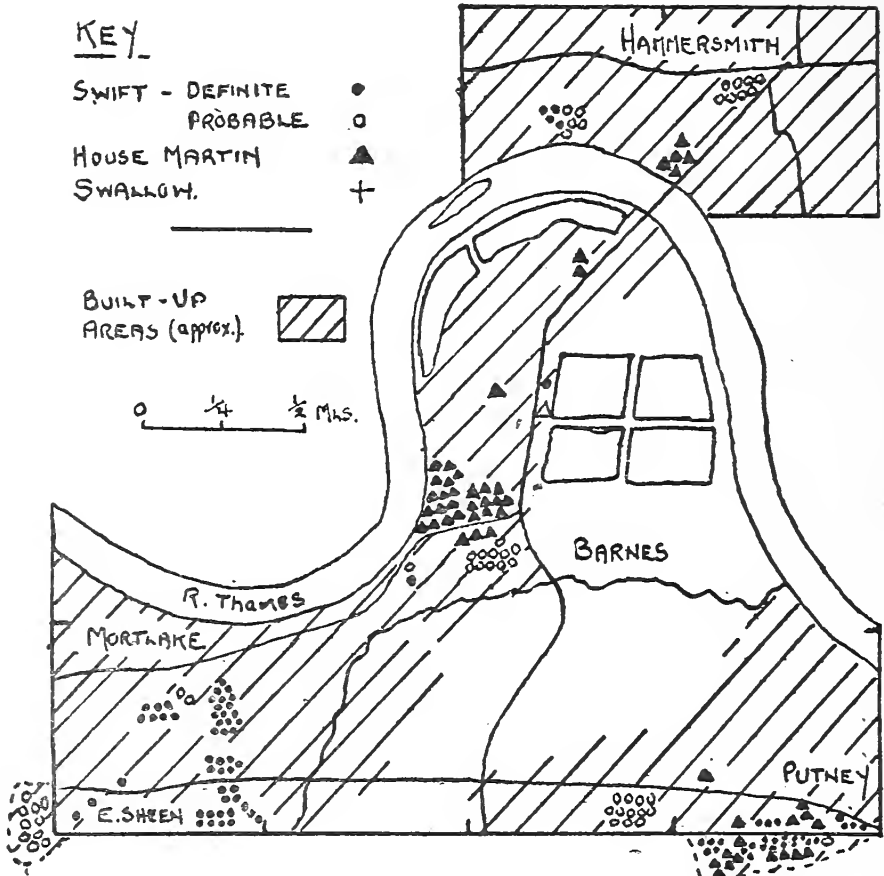 KEY
SWIFT - DEFINITE
PROBABLE
HOUSE MARTIN
SWALLOW.
BUILT-UP
AREAS (approx.)
0 ¼ ½ MLS.
HAMMERSMITH
BARNES
R. THAMES
MORTLAKE
PUTNEY
E. SHEEN